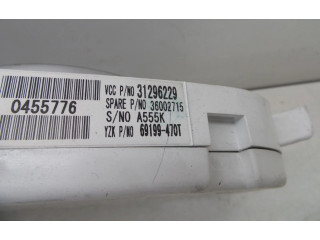 VCC P/NO 31296229
SPARE P/NO 36002715
S/NO A555K
YZK P/NO 69199-470T
0455776